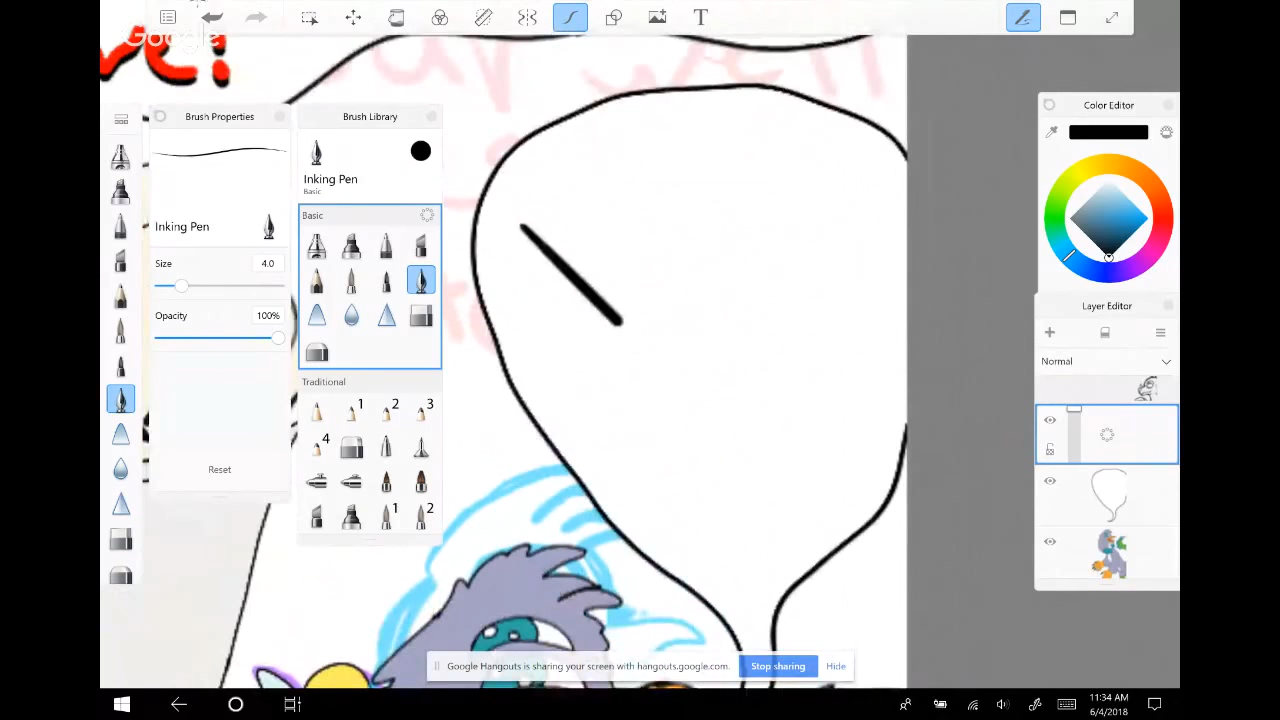 Google
ve!
Brush Properties
Brush Library
Color Editor
Inking Pen
Basic
Inking Pen
Basic
Size
4.0
Opacity
100%
Layer Editor
Normal
Traditional
1
2
3
4
Reset
1
2
Google Hangouts is sharing your screen with hangouts.google.com.
Stop sharing
Hide
11:34 AM
6/4/2018
T